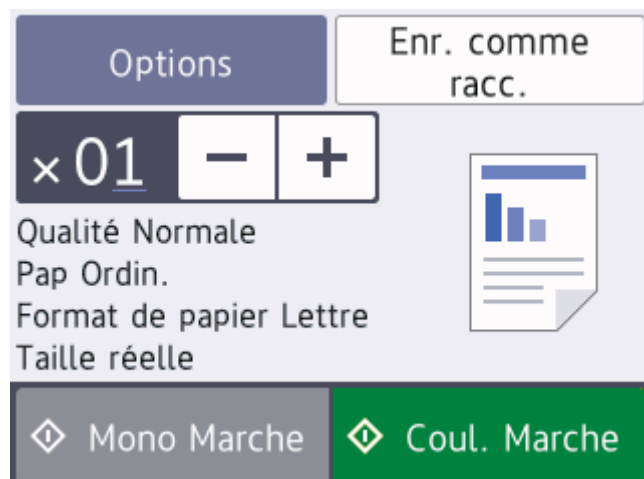 Options
Enr. comme
racc.
×01 − +
Qualité Normale
Pap Ordin.
Format de papier Lettre
Taille réelle
Mono Marche
Coul. Marche